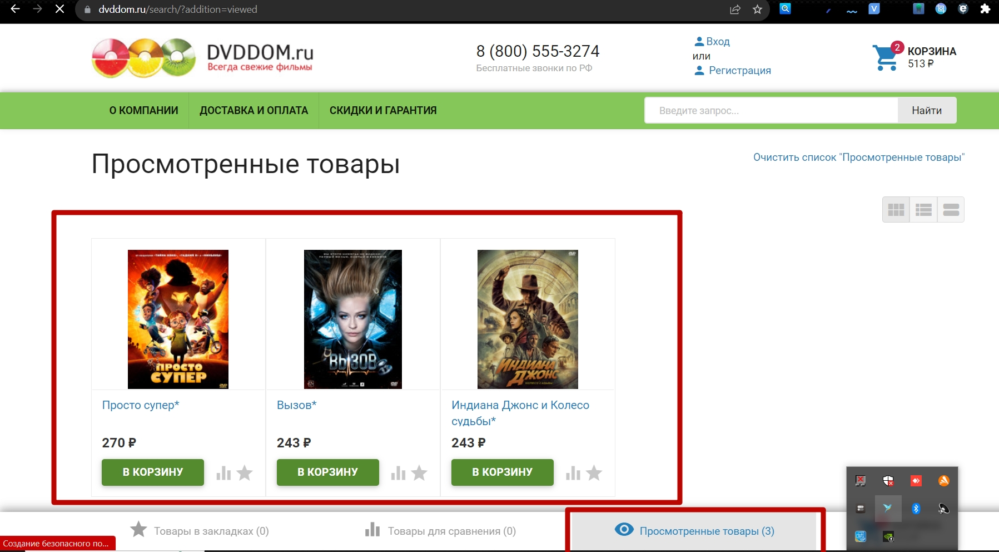 dvddom.ru/search/?addition=viewed
DVDDOM.ru
Всегда свежие фильмы
8 (800) 555-3274
Бесплатные звонки по РФ
Вход
или
Регистрация
2
КОРЗИНА
513 ₽
О КОМПАНИИ
ДОСТАВКА И ОПЛАТА
СКИДКИ И ГАРАНТИЯ
Введите запрос...
Найти
Просмотренные товары
Очистить список "Просмотренные товары"
ПРОСТО
СУПЕР
ВЫЗОВ
ИНДИАНА
ДЖОНС
КОЛЕСО СУДЬБЫ
Просто супер*
Вызов*
Индиана Джонс и Колесо
судьбы*
270 ₽
243 ₽
243 ₽
В КОРЗИНУ
В КОРЗИНУ
В КОРЗИНУ
Товары в закладках (0)
Товары для сравнения (0)
Просмотренные товары (3)
Создание безопасного по...